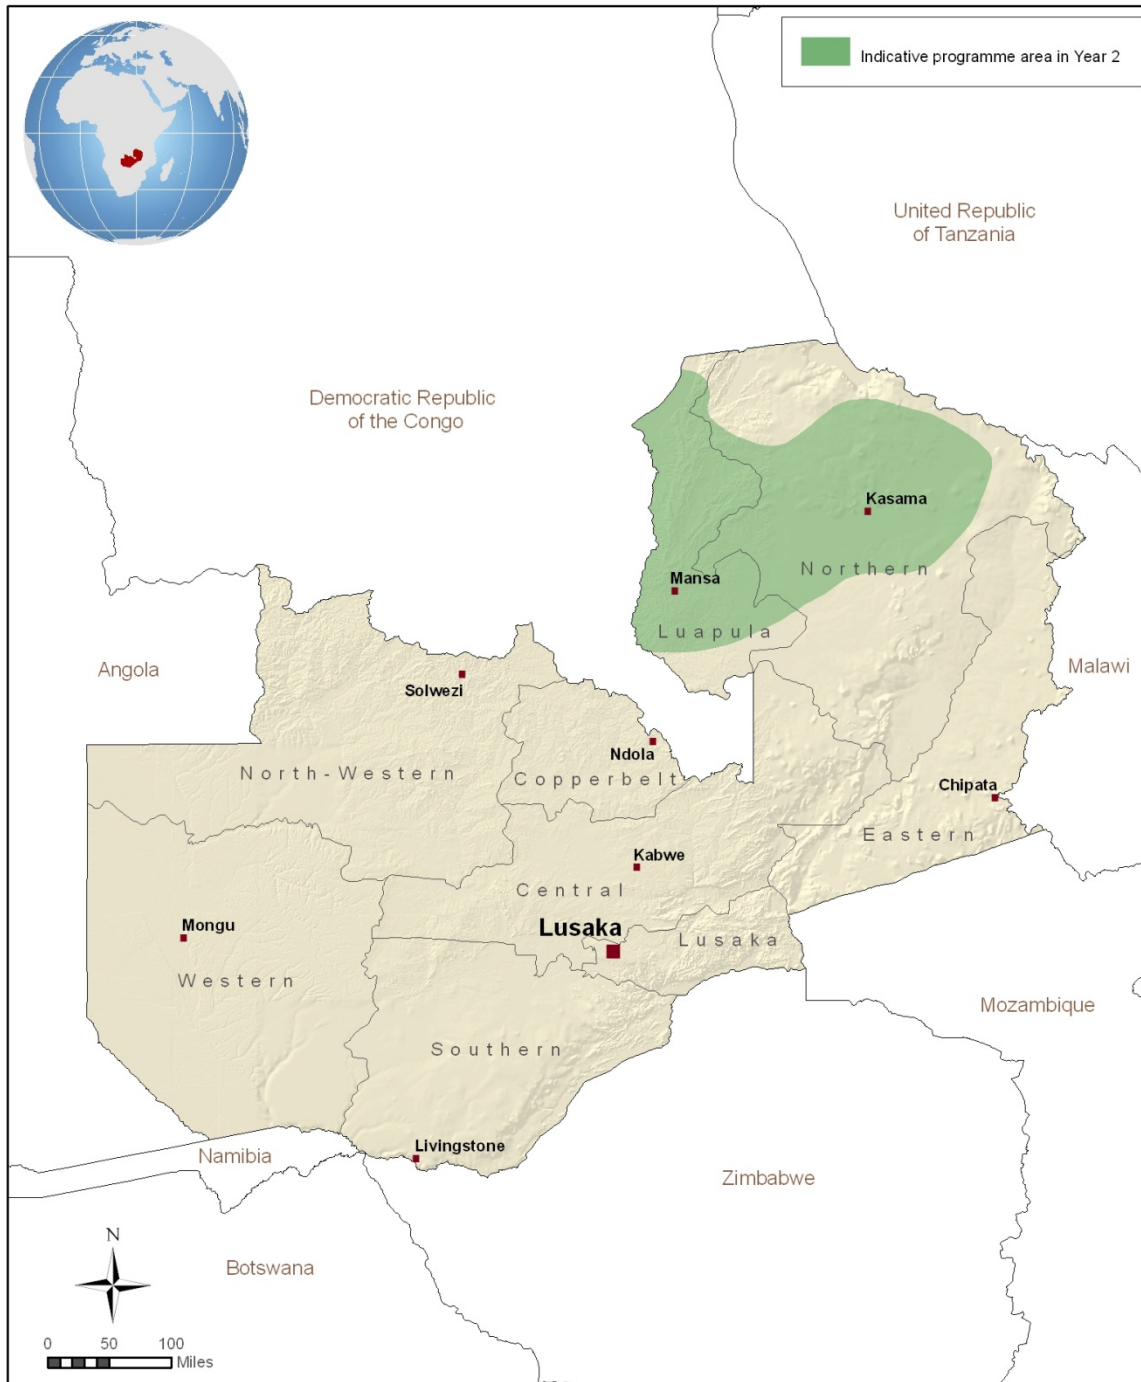 Indicative programme area in Year 2
United Republic
of Tanzania
Democratic Republic
of the Congo
Kasama
Northern
Mansa
Luapula
Angola
Malawi
Solwezi
Ndola
North-Western
Copperbelt
Chipata
Eastern
Kabwe
Central
Lusaka
Mongu
Lusaka
Western
Mozambique
Southern
Livingstone
Namibia
Zimbabwe
N
Botswana
0 50 100
Miles